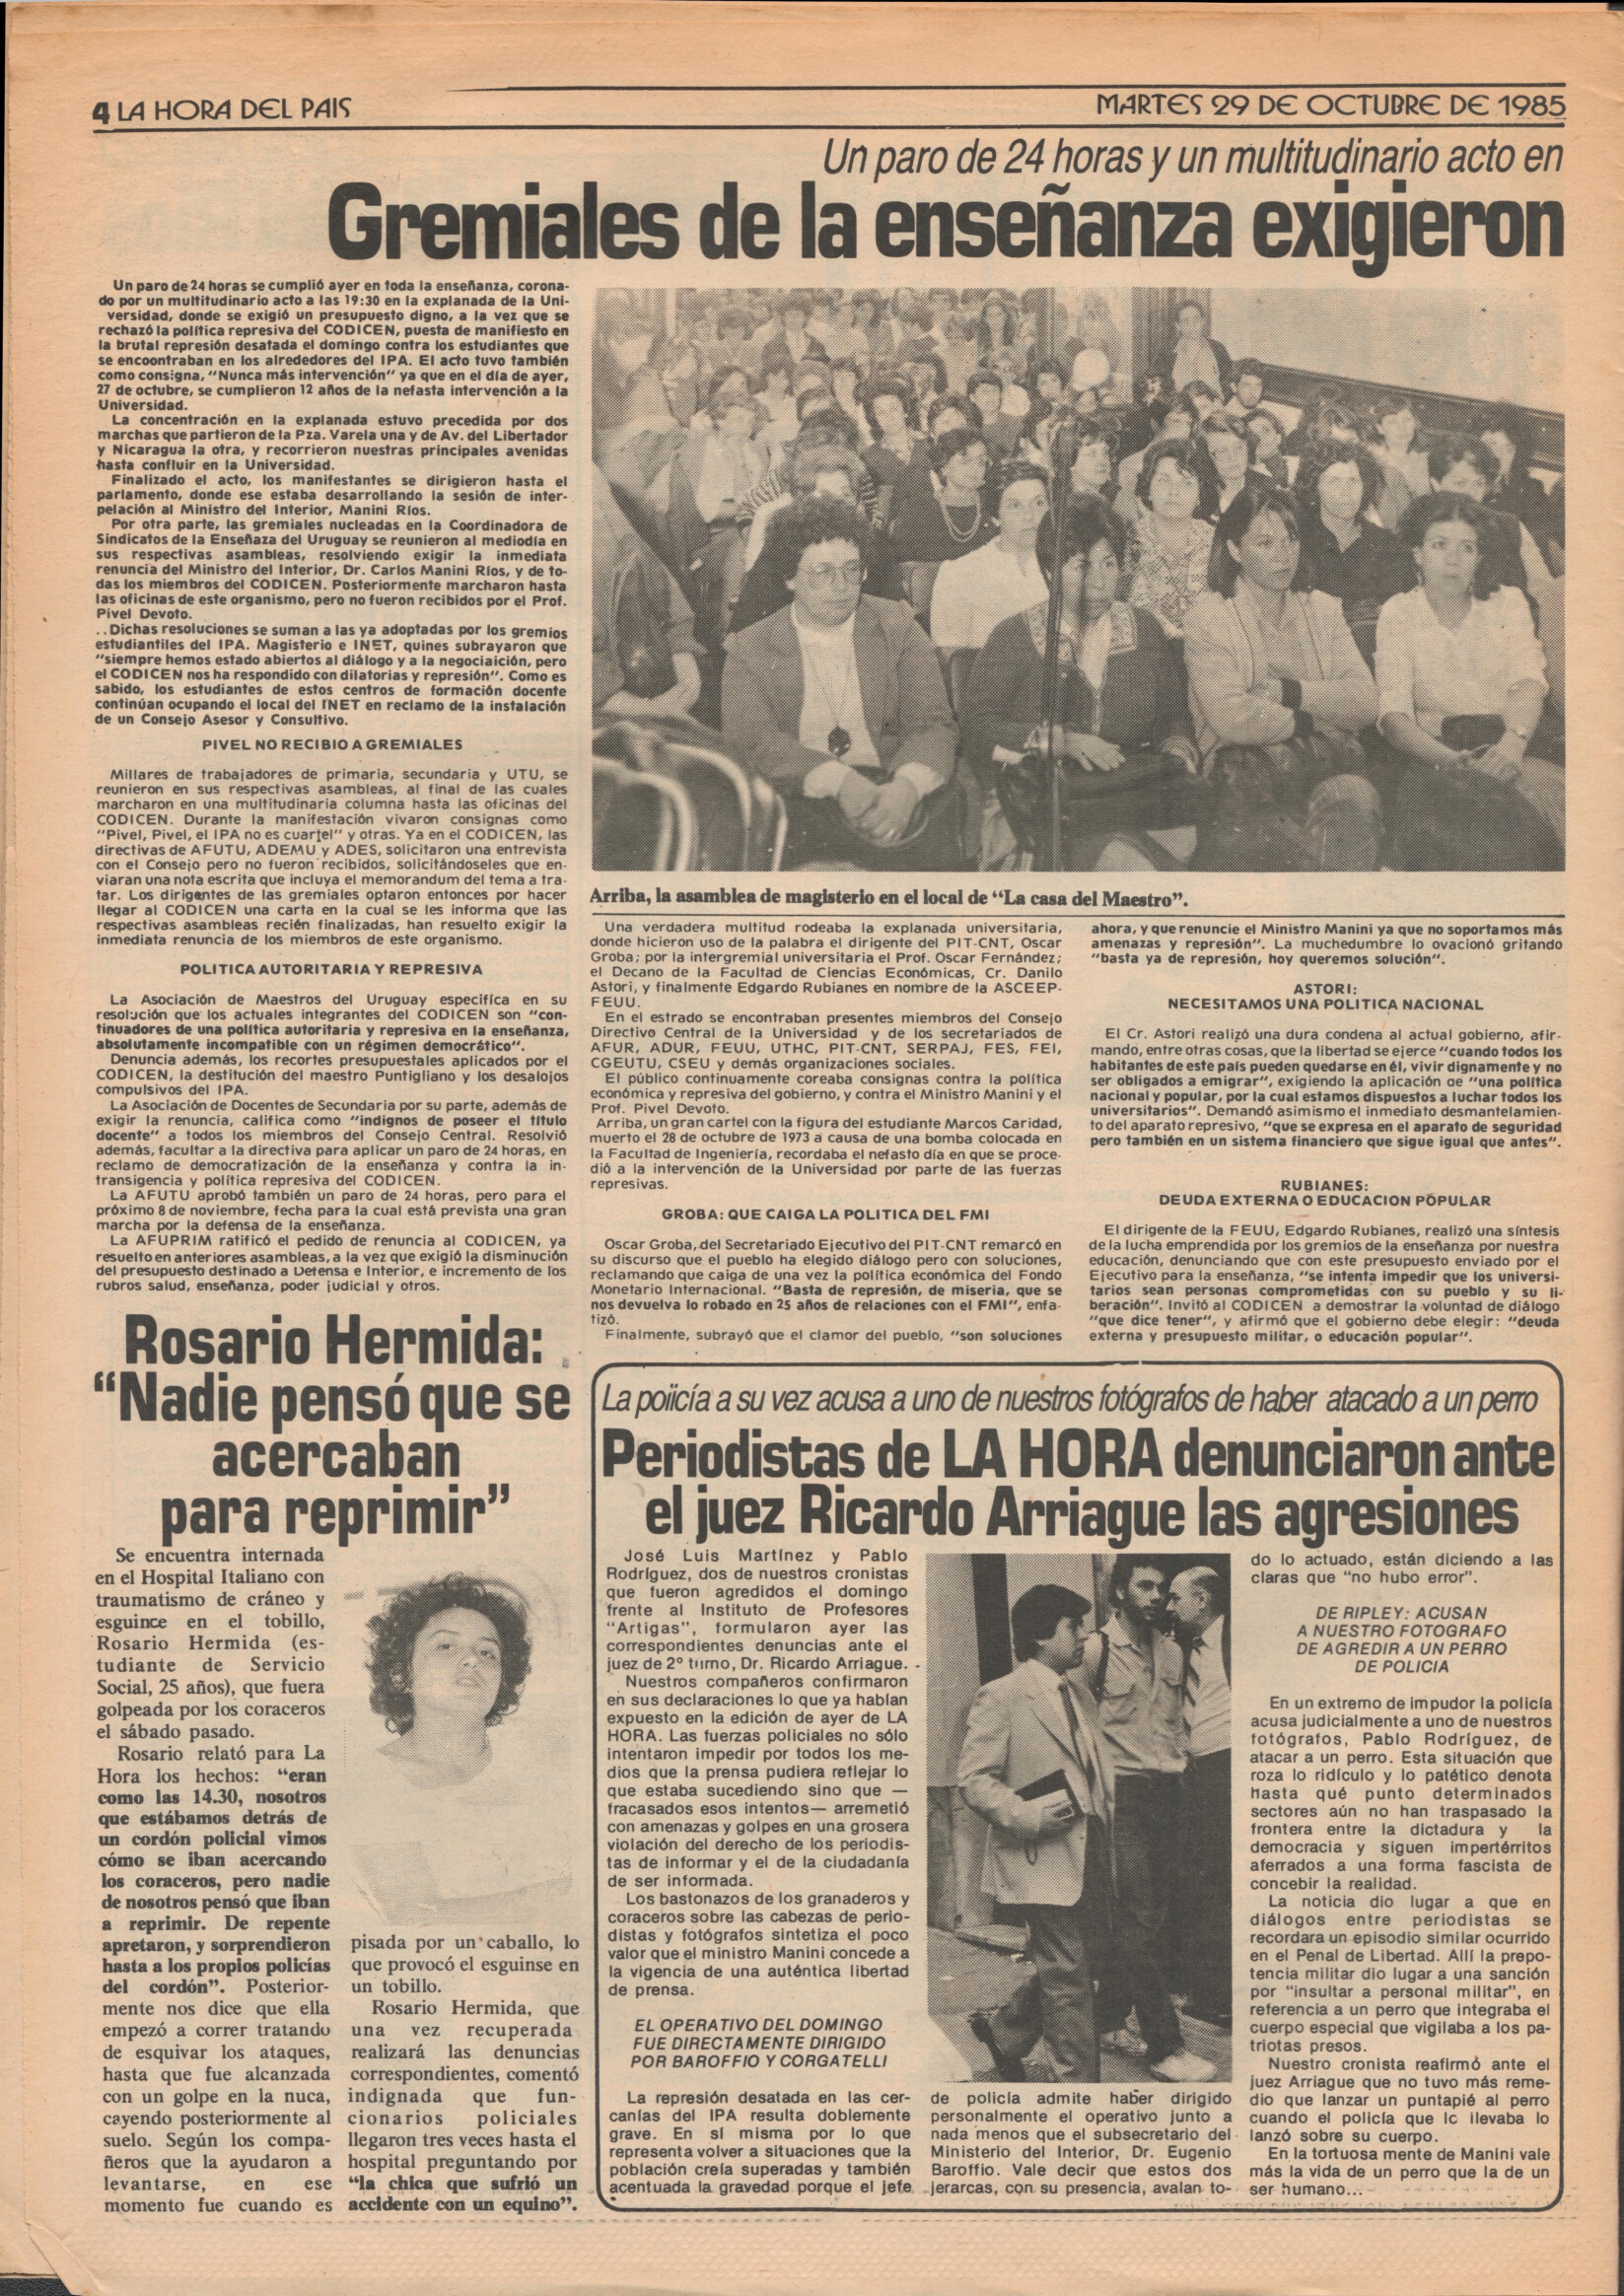 4 LA HORA DEL PAIS
MARTES 29 DE OCTUBRE DE 1985
Un paro de 24 horas y un multitudinario acto en
Gremiales de la enseñanza exigieron
Un paro de 24 horas se cumplió ayer en toda la enseñanza, corona-
do por un multitudinario acto a las 19:30 en la explanada de la Uni-
versidad, donde se exigió un presupuesto digno, a la vez que se
rechazó la política represiva del CODICEN, puesta de manifiesto en
la brutal represión desatada el domingo contra los estudiantes que
se encoontraban en los alrededores del IPA. El acto tuvo también
como consigna, "Nunca más intervención" ya que en el día de ayer,
27 de octubre, se cumplieron 12 años de la nefasta intervención a la
Universidad.
La concentración en la explanada estuvo precedida por dos
marchas que partieron de la Pza. Varela una y de Av. del Libertador
y Nicaragua la otra, y recorrieron nuestras principales avenidas
hasta confluir en la Universidad.
Finalizado el acto, los manifestantes se dirigieron hasta el
parlamento, donde ese estaba desarrollando la sesión de inter-
pelación al Ministro del Interior, Manini Ríos.
Por otra parte, las gremiales nucleadas en la Coordinadora de
Sindicatos de la Enseñaza del Uruguay se reunieron al mediodía en
sus respectivas asambleas, resolviendo exigir la inmediata
renuncia del Ministro del Interior, Dr. Carlos Manini Ríos, y de to-
das los miembros del CODICEN. Posteriormente marcharon hasta
las oficinas de este organismo, pero no fueron recibidos por el Prof.
Pivel Devoto.
..Dichas resoluciones se suman a las ya adoptadas por los gremios
estudiantiles del IPA. Magisterio e INET, quines subrayaron que
"siempre hemos estado abiertos al diálogo y a la negociaición, pero
el CODICEN nos ha respondido con dilatorias y represión". Como es
sabido, los estudiantes de estos centros de formación docente
continúan ocupando el local del INET en reclamo de la instalación
de un Consejo Asesor y Consultivo.
PIVEL NO RECIBIO A GREMIALES
Millares de trabajadores de primaria, secundaria y UTU, se
reunieron en sus respectivas asambleas, al final de las cuales
marcharon en una multitudinaria columna hasta las oficinas del
CODICEN. Durante la manifestación vivaron consignas como
"Pivel, Pivel, el IPA no es cuartel" y otras. Ya en el CODICEN, las
directivas de AFUTU, ADEMU y ADES, solicitaron una entrevista
con el Consejo pero no fueron recibidos, solicitándoseles que en-
viaran una nota escrita que incluya el memorandum del tema a tra-
tar. Los dirigentes de las gremiales optaron entonces por hacer
llegar al CODICEN una carta en la cual se les informa que las
respectivas asambleas recién finalizadas, han resuelto exigir la
inmediata renuncia de los miembros de este organismo.
POLITICA AUTORITARIA Y REPRESIVA
La Asociación de Maestros del Uruguay especifica en su
resolución que los actuales integrantes del CODICEN son "con-
tinuadores de una política autoritaria y represiva en la enseñanza,
absolutamente incompatible con un régimen democrático".
Denuncia además, los recortes presupuestales aplicados por el
CODICEN, la destitución del maestro Puntigliano y los desalojos
compulsivos del IPA.
La Asociación de Docentes de Secundaria por su parte, además de
exigir la renuncia, califica como "indignos de poseer el título
docente" a todos los miembros del Consejo Central. Resolvió
además, facultar a la directiva para aplicar un paro de 24 horas, en
reclamo de democratización de la enseñanza y contra la in-
transigencia y política represiva del CODICEN.
La AFUTU aprobó también un paro de 24 horas, pero para el
próximo 8 de noviembre, fecha para la cual está prevista una gran
marcha por la defensa de la enseñanza.
La AFUPRIM ratificó el pedido de renuncia al CODICEN, ya
resuelto en anteriores asambleas, a la vez que exigió la disminución
del presupuesto destinado a Defensa e Interior, e incremento de los
rubros salud, enseñanza, poder judicial y otros.
Arriba, la asamblea de magisterio en el local de "La casa del Maestro".
Una verdadera multitud rodeaba la explanada universitaria,
donde hicieron uso de la palabra el dirigente del PIT-CNT, Oscar
Groba; por la intergremial universitaria el Prof. Oscar Fernández;
el Decano de la Facultad de Ciencias Económicas, Cr. Danilo
Astori, y finalmente Edgardo Rubianes en nombre de la ASCEEP-
FEUU.
En el estrado se encontraban presentes miembros del Consejo
Directivo Central de la Universidad y de los secretariados de
AFUR, ADUR, FEUU, UTHC, PIT-CNT, SERPAJ, FES, FEI,
CGEUTU, CSEU y demás organizaciones sociales.
El público continuamente coreaba consignas contra la política
económica y represiva del gobierno, y contra el Ministro Manini y el
Prof. Pivel Devoto.
Arriba, un gran cartel con la figura del estudiante Marcos Caridad,
muerto el 28 de octubre de 1973 a causa de una bomba colocada en
la Facultad de Ingeniería, recordaba el nefasto día en que se proce-
dió a la intervención de la Universidad por parte de las fuerzas
represivas.
GROBA: QUE CAIGA LA POLITICA DEL FMI
Oscar Groba, del Secretariado Ejecutivo del PIT-CNT remarcó en
su discurso que el pueblo ha elegido diálogo pero con soluciones,
reclamando que caiga de una vez la política económica del Fondo
Monetario Internacional. "Basta de represión, de miseria, que se
nos devuelva lo robado en 25 años de relaciones con el FMI", enfa-
tizó.
Finalmente, subrayó que el clamor del pueblo, "son soluciones
ahora, y que renuncie el Ministro Manini ya que no soportamos más
amenazas y represión". La muchedumbre lo ovacionó gritando
"basta ya de represión, hoy queremos solución".
ASTORI:
NECESITAMOS UNA POLITICA NACIONAL
El Cr. Astori realizó una dura condena al actual gobierno, afir-
mando, entre otras cosas, que la libertad se ejerce "cuando todos los
habitantes de este país pueden quedarse en él, vivir dignamente y no
ser obligados a emigrar", exigiendo la aplicación de "una política
nacional y popular, por la cual estamos dispuestos a luchar todos los
universitarios". Demandó asimismo el inmediato desmantelamien-
to del aparato represivo, "que se expresa en el aparato de seguridad
pero también en un sistema financiero que sigue igual que antes".
RUBIANES:
DEUDA EXTERNA O EDUCACION POPULAR
El dirigente de la FEUU, Edgardo Rubianes, realizó una síntesis
de la lucha emprendida por los gremios de la enseñanza por nuestra
educación, denunciando que con este presupuesto enviado por el
Ejecutivo para la enseñanza, "se intenta impedir que los universi-
tarios sean personas comprometidas con su pueblo y su li-
beración". Invitó al CODICEN a demostrar la voluntad de diálogo
"que dice tener", y afirmó que el gobierno debe elegir: "deuda
externa y presupuesto militar, o educación popular".
Rosario Hermida:
"Nadie pensó que se
acercaban
para reprimir"
Se encuentra internada
en el Hospital Italiano con
traumatismo de cráneo y
esguince en el tobillo,
Rosario Hermida (es-
tudiante de Servicio
Social, 25 años), que fuera
golpeada por los coraceros
el sábado pasado.
Rosario relató para La
Hora los hechos: "eran
como las 14.30, nosotros
que estábamos detrás de
un cordón policial vimos
cómo se iban acercando
los coraceros, pero nadie
de nosotros pensó que iban
a reprimir. De repente
apretaron, y sorprendieron
hasta a los propios policías
del cordón". Posterior-
mente nos dice que ella
empezó a correr tratando
de esquivar los ataques,
hasta que fue alcanzada
con un golpe en la nuca,
cayendo posteriormente al
suelo. Según los compa-
ñeros que la ayudaron a
levantarse, en ese
momento fue cuando es
pisada por un caballo, lo
que provocó el esguinse en
un tobillo.
Rosario Hermida, que
una vez recuperada
realizará las denuncias
correspondientes, comentó
indignada que fun-
cionarios policiales
llegaron tres veces hasta el
hospital preguntando por
"la chica que sufrió un
accidente con un equino".
La policía a su vez acusa a uno de nuestros fotógrafos de haber atacado a un perro
Periodistas de LA HORA denunciaron ante
el juez Ricardo Arriague las agresiones
José Luis Martínez y Pablo
Rodríguez, dos de nuestros cronistas
que fueron agredidos el domingo
frente al Instituto de Profesores
"Artigas", formularon ayer las
correspondientes denuncias ante el
juez de 2º turno, Dr. Ricardo Arriague.
Nuestros compañeros confirmaron
en sus declaraciones lo que ya habían
expuesto en la edición de ayer de LA
HORA. Las fuerzas policiales no sólo
intentaron impedir por todos los me-
dios que la prensa pudiera reflejar lo
que estaba sucediendo sino que —
fracasados esos intentos— arremetió
con amenazas y golpes en una grosera
violación del derecho de los periodis-
tas de informar y el de la ciudadanía
de ser informada.
Los bastonazos de los granaderos y
coraceros sobre las cabezas de perio-
distas y fotógrafos sintetiza el poco
valor que el ministro Manini concede a
la vigencia de una auténtica libertad
de prensa.
EL OPERATIVO DEL DOMINGO
FUE DIRECTAMENTE DIRIGIDO
POR BAROFFIO Y CORGATELLI
La represión desatada en las cer-
canías del IPA resulta doblemente
grave. En sí misma por lo que
representa volver a situaciones que la
población creía superadas y también
acentuada la gravedad porque el jefe
de policía admite haber dirigido
personalmente el operativo junto a
nada menos que el subsecretario del
Ministerio del Interior, Dr. Eugenio
Baroffio. Vale decir que estos dos
jerarcas, con su presencia, avalan to-
do lo actuado, están diciendo a las
claras que "no hubo error".
DE RIPLEY: ACUSAN
A NUESTRO FOTOGRAFO
DE AGREDIR A UN PERRO
DE POLICIA
En un extremo de impudor la policía
acusa judicialmente a uno de nuestros
fotógrafos, Pablo Rodríguez, de
atacar a un perro. Esta situación que
roza lo ridículo y lo patético denota
hasta qué punto determinados
sectores aún no han traspasado la
frontera entre la dictadura y la
democracia y siguen impertérritos
aferrados a una forma fascista de
concebir la realidad.
La noticia dio lugar a que en
diálogos entre periodistas se
recordara un episodio similar ocurrido
en el Penal de Libertad. Allí la prepo-
tencia militar dio lugar a una sanción
por "insultar a personal militar", en
referencia a un perro que integraba el
cuerpo especial que vigilaba a los pa-
triotas presos.
Nuestro cronista reafirmó ante el
juez Arriague que no tuvo más reme-
dio que lanzar un puntapié al perro
cuando el policía que lo llevaba lo
lanzó sobre su cuerpo.
En la tortuosa mente de Manini vale
más la vida de un perro que la de un
ser humano...